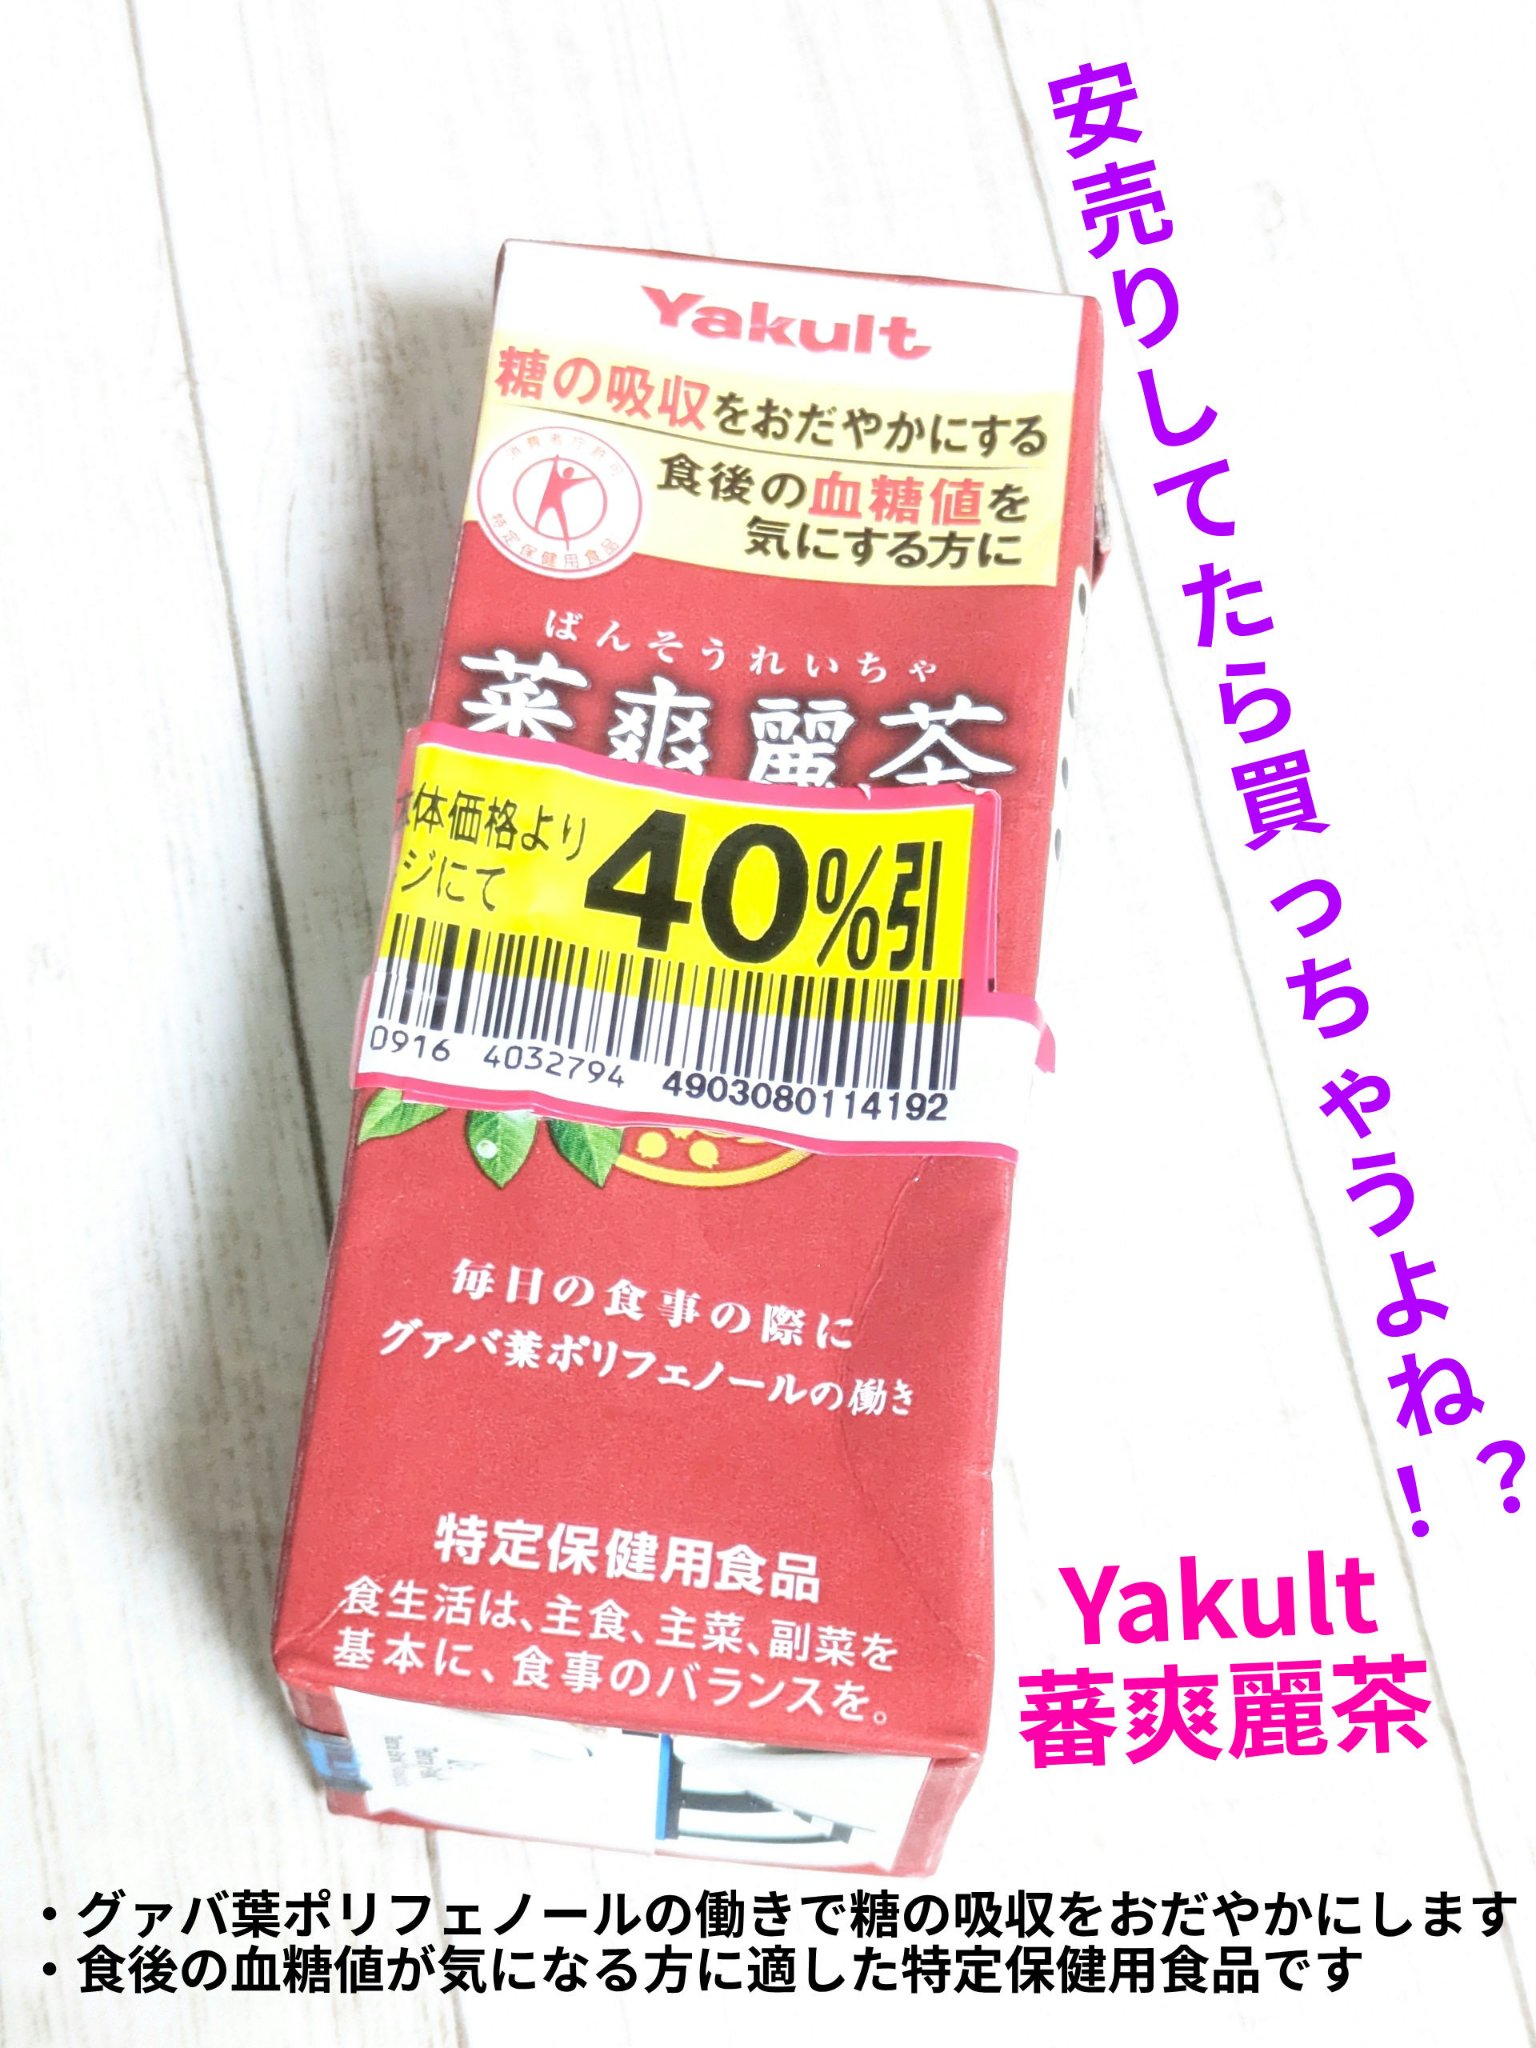 安売りしてたら買っちゃうよね？！
Yakult
糖の吸収をおだやかにする
食後の血糖値を
気にする方に
消費者庁許可
特定保健用食品
ばんそうれいちゃ
蕃爽麗茶
体価格より
ジにて
40%引
0916 4032794 4903080114192
毎日の食事の際に
グァバ葉ポリフェノールの働き
特定保健用食品
食生活は、主食、主菜、副菜を
基本に、食事のバランスを。
Yakult
蕃爽麗茶
・グァバ葉ポリフェノールの働きで糖の吸収をおだやかにします
・食後の血糖値が気になる方に適した特定保健用食品です